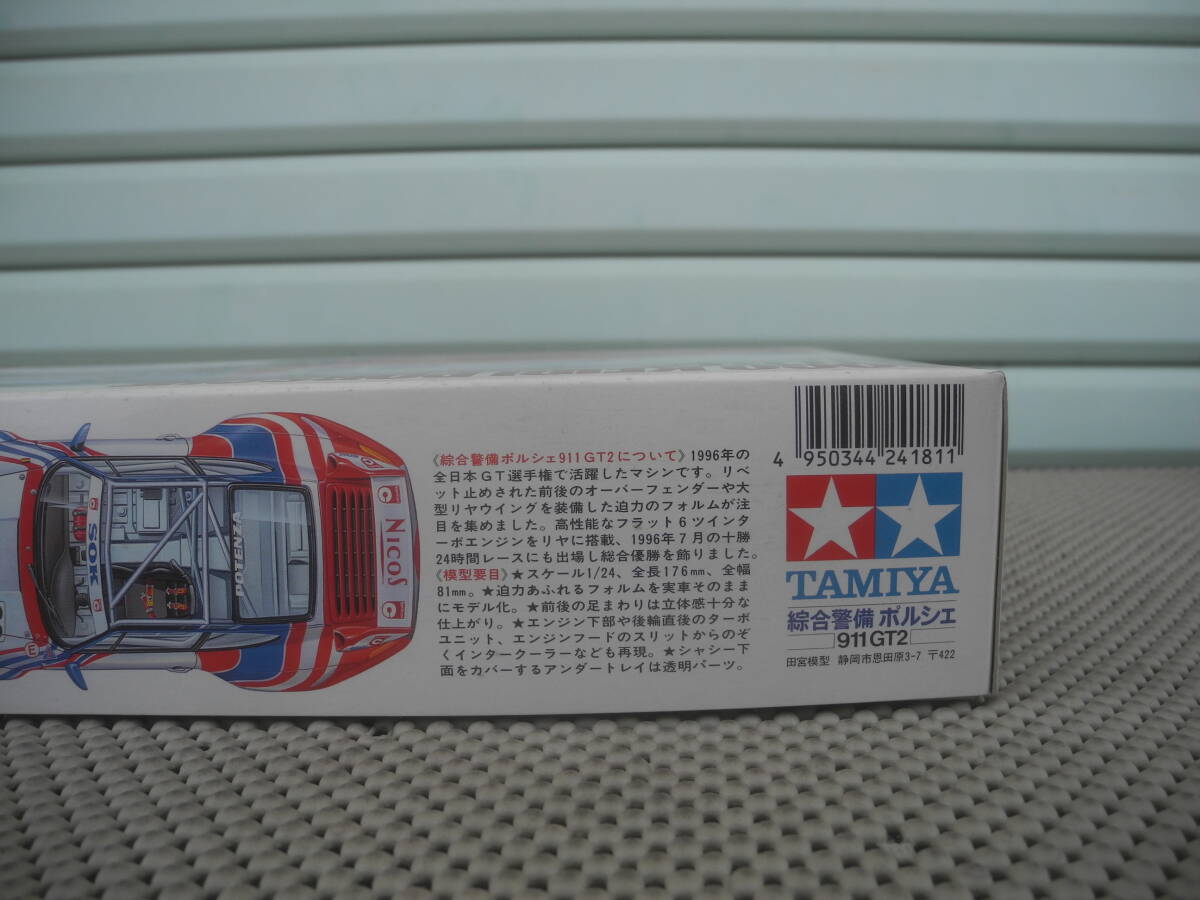 SOK
POTENZA
NICOS
《綜合警備ポルシェ911GT2について》1996年の
全日本GT選手権で活躍したマシンです。リベ
ット止めされた前後のオーバーフェンダーや大
型リヤウイングを装備した迫力のフォルムが注
目を集めました。高性能なフラット6ツインタ
ーボエンジンをリヤに搭載、1996年7月の十勝
24時間レースにも出場し総合優勝を飾りました。
《模型要目》★スケール1/24、全長176mm、全幅
81mm。★迫力あふれるフォルムを実車そのまま
にモデル化。★前後の足まわりは立体感十分な
仕上がり。★エンジン下部や後輪直後のターボ
ユニット、エンジンフードのスリットからのぞ
くインタークーラーなども再現。★シャシー下
面をカバーするアンダートレイは透明パーツ。
4 950344 241811
TAMIYA
綜合警備 ポルシェ
911GT2
田宮模型 静岡市恩田原3-7 〒422